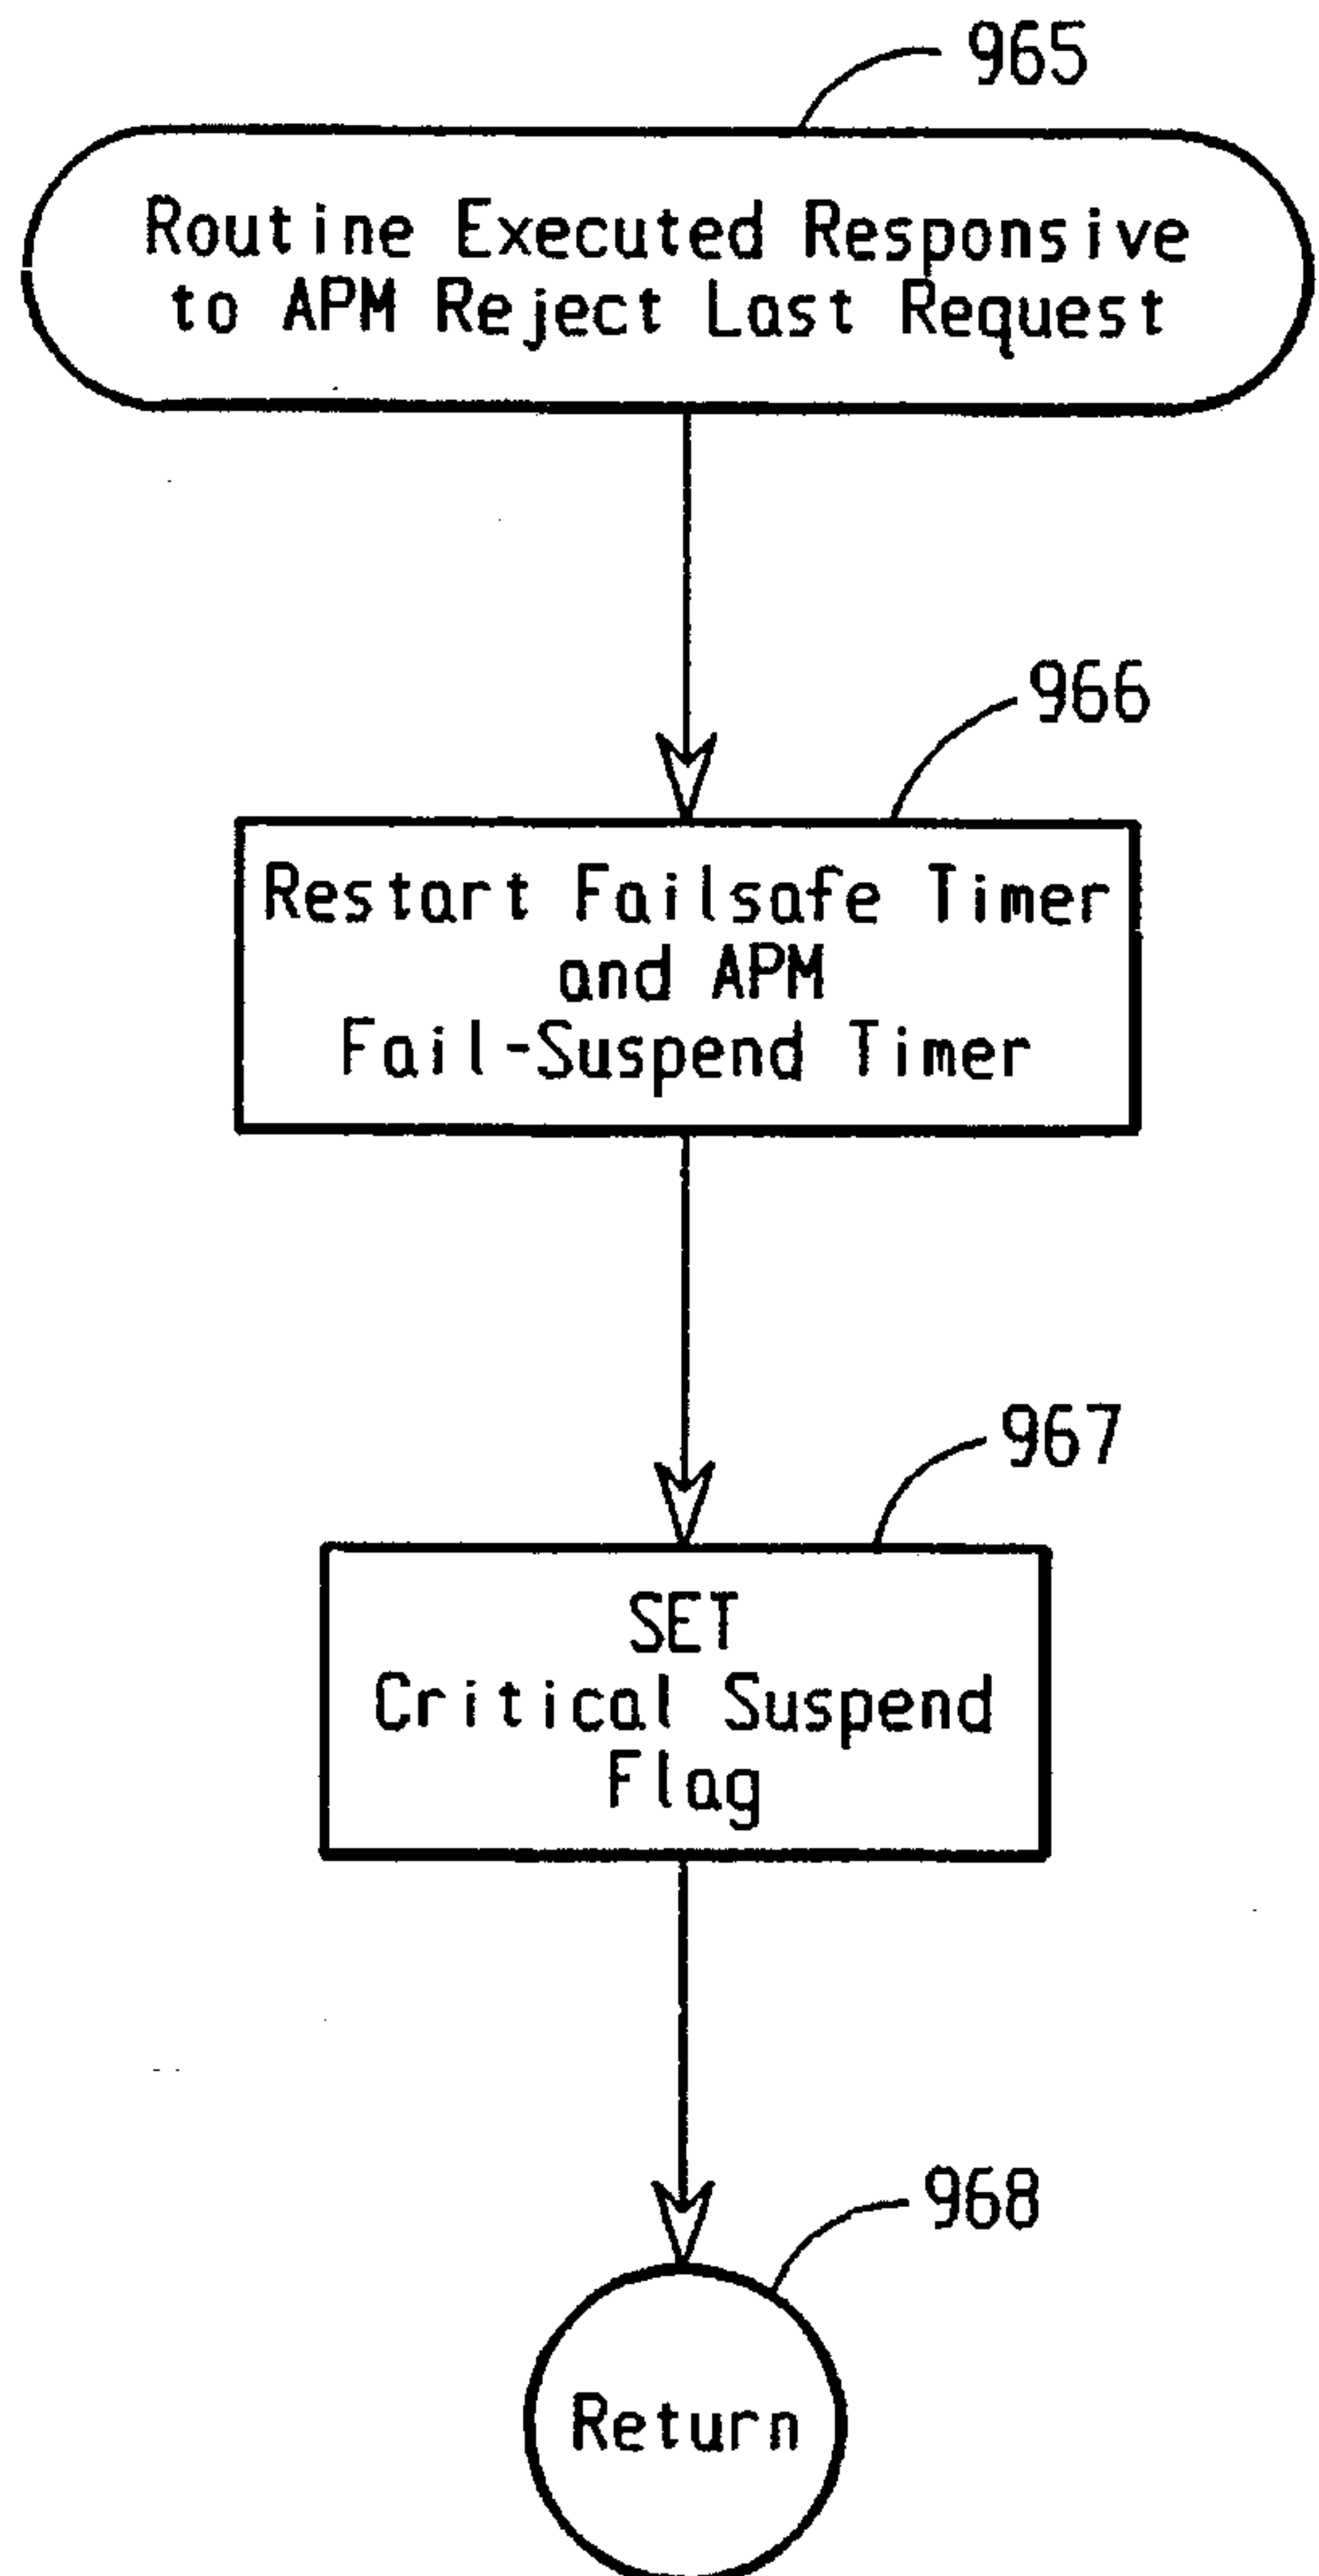 965
Routine Executed Responsive
to APM Reject Last Request
966
Restart Failsafe Timer
and APM
Fail-Suspend Timer
967
SET
Critical Suspend
Flag
968
Return